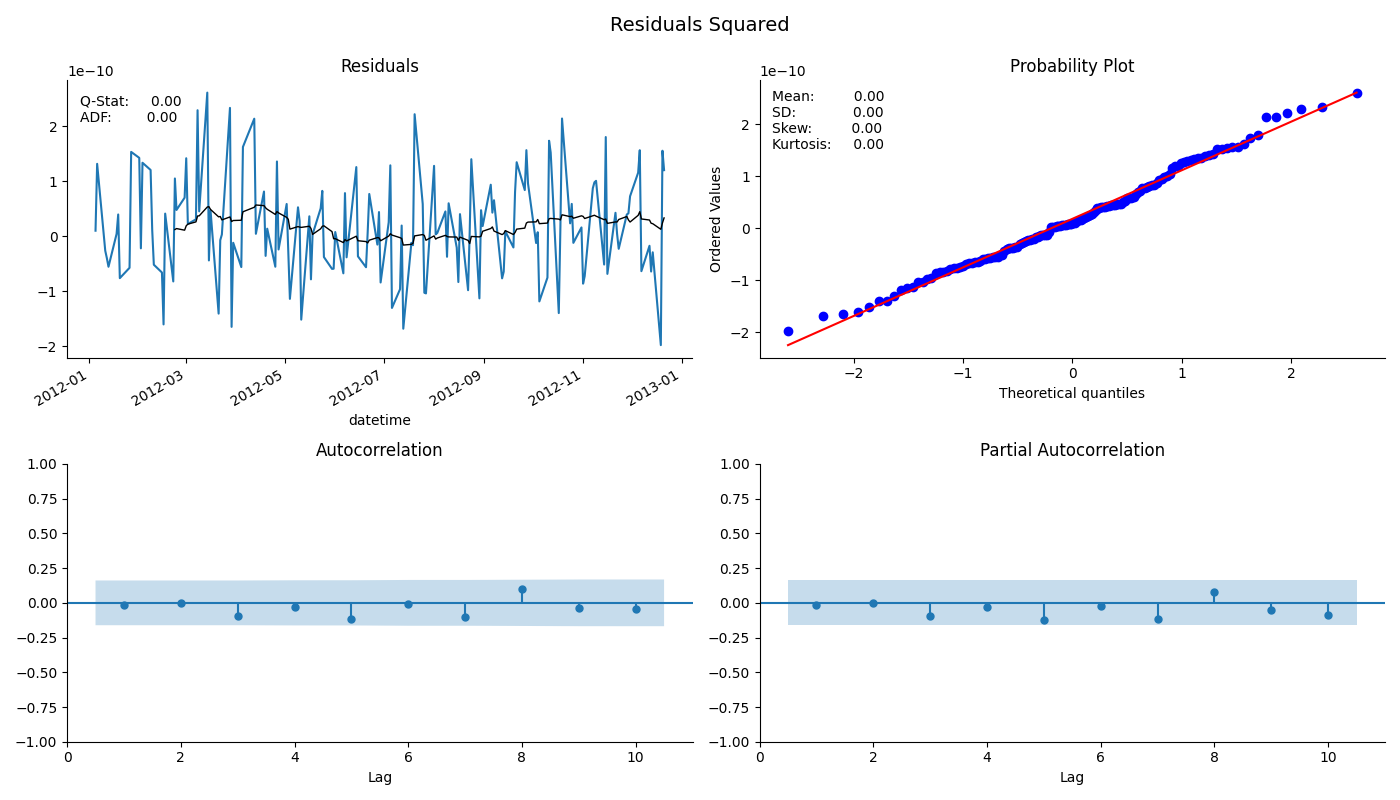 Residuals Squared
Residuals
1e−10
Q-Stat: 0.00
ADF: 0.00
2
1
0
−1
−2
2012-01
2012-03
2012-05
2012-07
2012-09
2012-11
2013-01
datetime
Probability Plot
1e−10
Mean: 0.00
SD: 0.00
Skew: 0.00
Kurtosis: 0.00
Ordered Values
2
1
0
−1
−2
−2
−1
0
1
2
Theoretical quantiles
Autocorrelation
1.00
0.75
0.50
0.25
0.00
−0.25
−0.50
−0.75
−1.00
0
2
4
6
8
10
Lag
Partial Autocorrelation
1.00
0.75
0.50
0.25
0.00
−0.25
−0.50
−0.75
−1.00
0
2
4
6
8
10
Lag